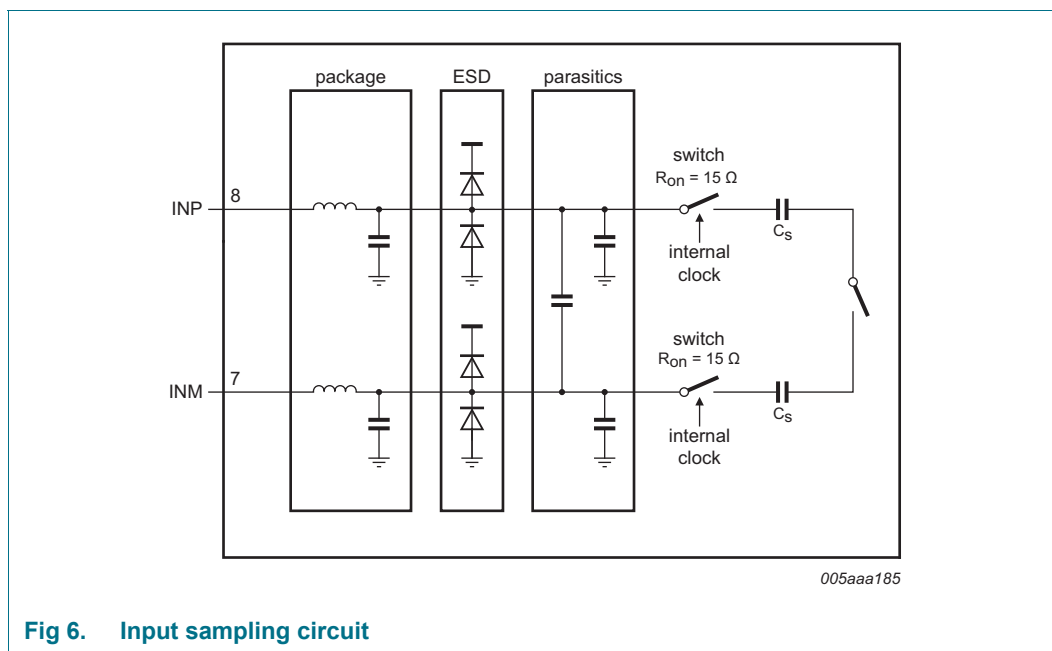 package
ESD
parasitics
switch
Ron = 15 Ω
INP
8
internal
clock
Cs
switch
Ron = 15 Ω
INM
7
internal
clock
Cs
005aaa185
Fig 6. Input sampling circuit